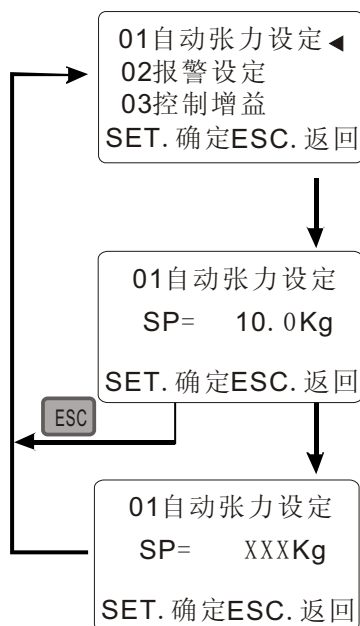 01自动张力设定◀
02报警设定
03控制增益
SET.确定ESC.返回
01自动张力设定
SP= 10.0Kg
SET.确定ESC.返回
ESC
01自动张力设定
SP= XXXKg
SET.确定ESC.返回